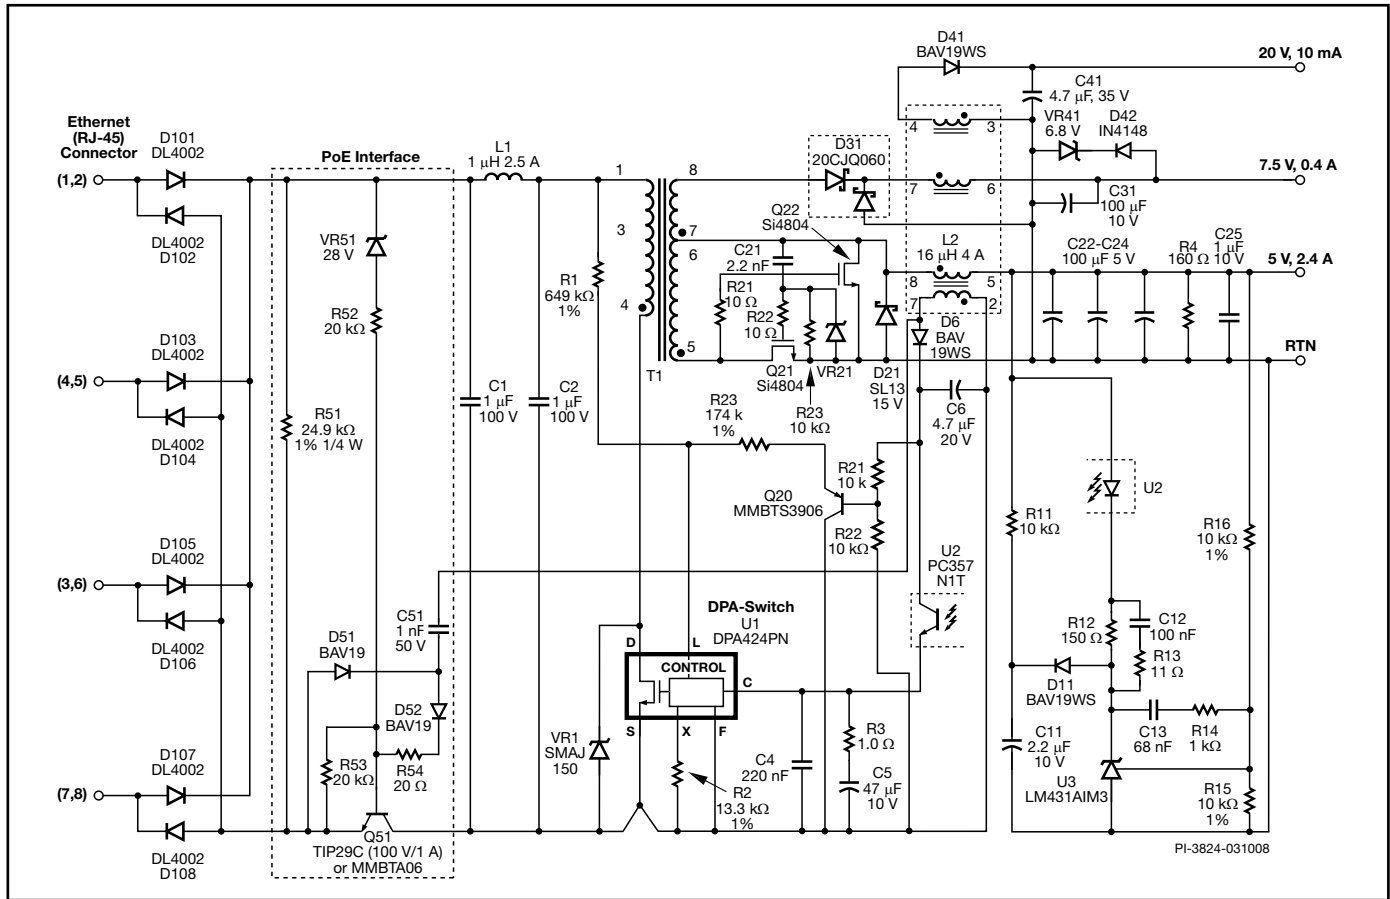 D41
BAV19WS
20 V, 10 mA
C41
4.7 µF, 35 V
Ethernet
(RJ-45)
Connector
D101
DL4002
PoE Interface
L1
1 µH 2.5 A
D31
20CJQ060
4
3
VR41
6.8 V
D42
IN4148
(1,2)
1
8
7
6
7.5 V, 0.4 A
DL4002
D102
VR51
28 V
3
Q22
Si4804
7
6
C31
100 µF
10 V
C21
2.2 nF
L2
16 µH 4 A
C22-C24
100 µF 5 V
R4
160 Ω
C25
1 µF
10 V
5 V, 2.4 A
R1
649 kΩ
1%
R21
10 Ω
8
5
R52
20 kΩ
4
R22
10 Ω
7
2
D103
DL4002
5
D6
BAV
19WS
RTN
T1
Q21
Si4804
VR21
D21
SL13
15 V
(4,5)
C1
1 µF
100 V
C2
1 µF
100 V
R23
174 k
1%
R23
10 kΩ
C6
4.7 µF
20 V
R51
24.9 kΩ
1% 1/4 W
DL4002
D104
R21
10 k
U2
Q20
MMBTS3906
R22
10 kΩ
R11
10 kΩ
R16
10 kΩ
1%
D105
DL4002
U2
PC357
N1T
(3,6)
DPA-Switch
U1
DPA424PN
C51
1 nF
50 V
R12
150 Ω
C12
100 nF
DL4002
D106
D51
BAV19
D
L
CONTROL
C
R13
11 Ω
D11
BAV19WS
D52
BAV19
S
X
F
VR1
SMAJ
150
R3
1.0 Ω
C13
68 nF
R14
1 kΩ
D107
DL4002
R53
20 kΩ
R54
20 Ω
C4
220 nF
C11
2.2 µF
10 V
(7,8)
R2
13.3 kΩ
1%
C5
47 µF
10 V
U3
LM431AIM3
R15
10 kΩ
1%
DL4002
D108
Q51
TIP29C (100 V/1 A)
or MMBTA06
PI-3824-031008